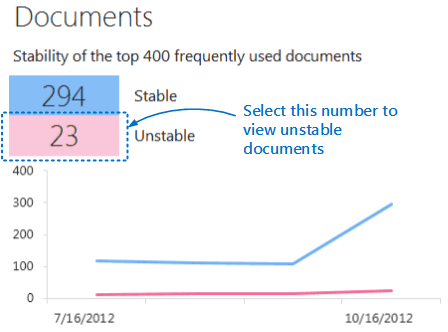 Documents
Stability of the top 400 frequently used documents
294
Stable
23
Unstable
Select this number to
view unstable
documents
400
300
200
100
0
7/16/2012
10/16/2012